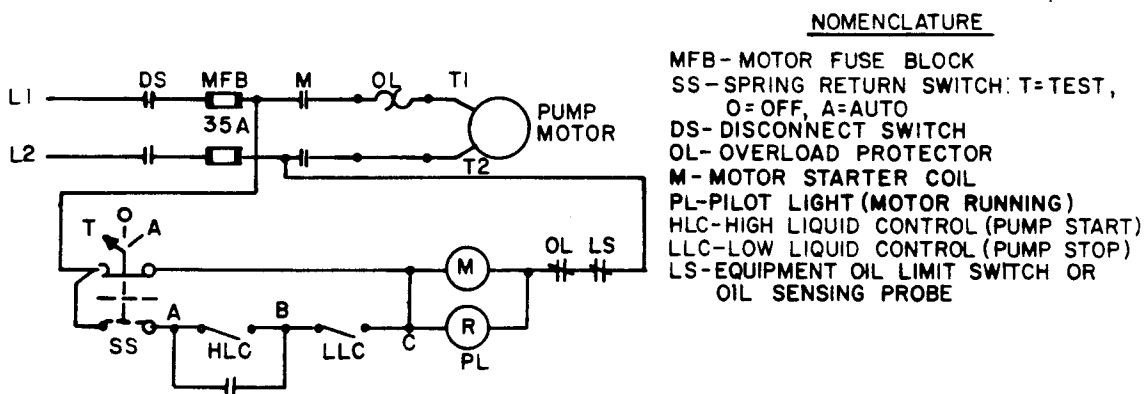 NOMENCLATURE
MFB- MOTOR FUSE BLOCK
SS-SPRING RETURN SWITCH: T=TEST,
O=OFF, A=AUTO
DS- DISCONNECT SWITCH
OL- OVERLOAD PROTECTOR
M-MOTOR STARTER COIL
PL-PILOT LIGHT (MOTOR RUNNING)
HLC-HIGH LIQUID CONTROL (PUMP START)
LLC-LOW LIQUID CONTROL (PUMP STOP)
LS-EQUIPMENT OIL LIMIT SWITCH OR
OIL SENSING PROBE
DS MFB M OL T1
L1
35A
PUMP
MOTOR
L2
T2
O
T A
OL LS
M
A B
R
SS HLC LLC C
PL